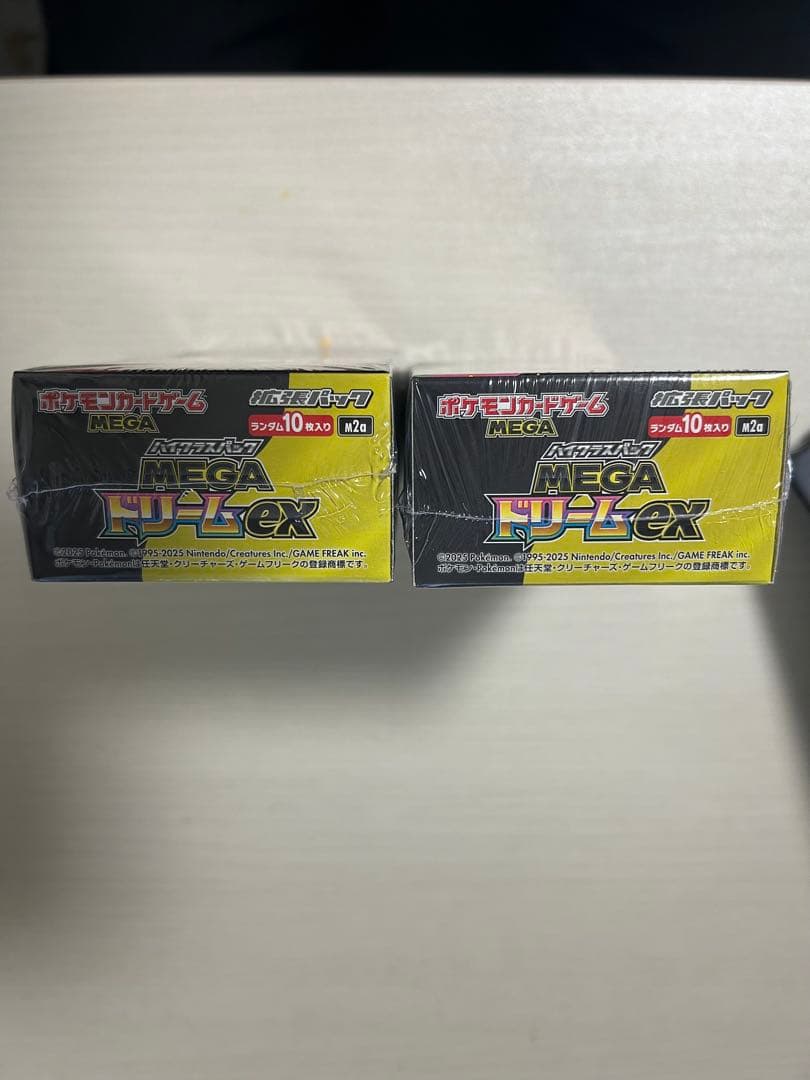 ポケモンカードゲーム
MEGA
拡張パック
ランダム10枚入り
M2a
ハイクラスパック
MEGA
ドリームex
©2025 Pokémon. ©1995-2025 Nintendo/Creatures Inc./GAME FREAK inc.
ポケモン・Pokémonは任天堂・クリーチャーズ・ゲームフリークの登録商標です。
ポケモンカードゲーム
MEGA
拡張パック
ランダム10枚入り
M2a
ハイクラスパック
MEGA
ドリームex
©2025 Pokémon. ©1995-2025 Nintendo/Creatures Inc./GAME FREAK inc.
ポケモン・Pokémonは任天堂・クリーチャーズ・ゲームフリークの登録商標です。